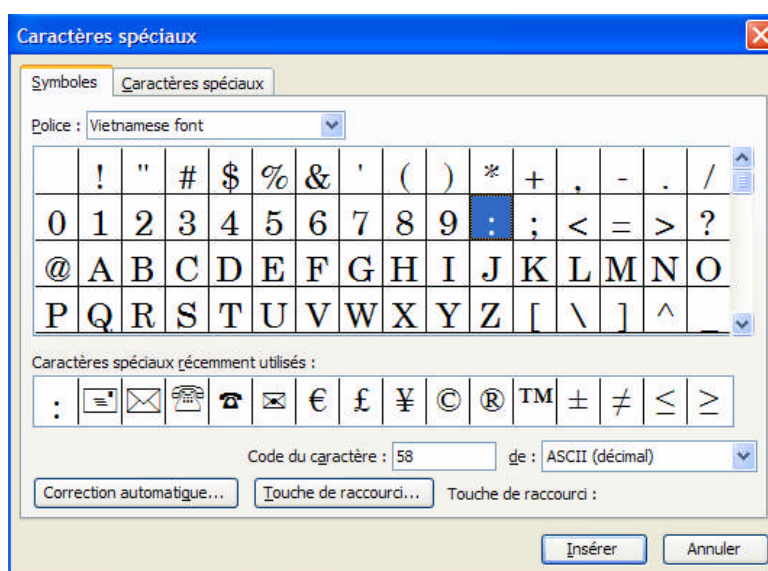 Caractères spéciaux
Symboles Caractères spéciaux
Police : Vietnamese font
! " # $ % & ' ( ) * + , - . /
0 1 2 3 4 5 6 7 8 9 : ; < = > ?
@ A B C D E F G H I J K L M N O
P Q R S T U V W X Y Z [ \ ] ^ _
Caractères spéciaux récemment utilisés :
: 🖃 🖂 🕾 ☎ ✉ € £ ¥ © ® ™ ± ≠ ≤ ≥
Code du caractère : 58 de : ASCII (décimal)
Correction automatique... Touche de raccourci... Touche de raccourci :
Insérer Annuler